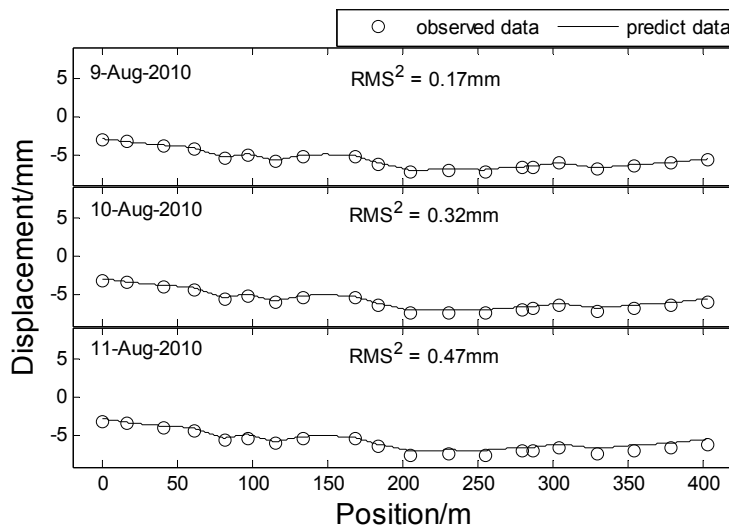 observed data predict data
9-Aug-2010 RMS² = 0.17mm
5
0
-5
10-Aug-2010 RMS² = 0.32mm
5
0
-5
11-Aug-2010 RMS² = 0.47mm
5
0
-5
0 50 100 150 200 250 300 350 400
Displacement/mm
Position/m